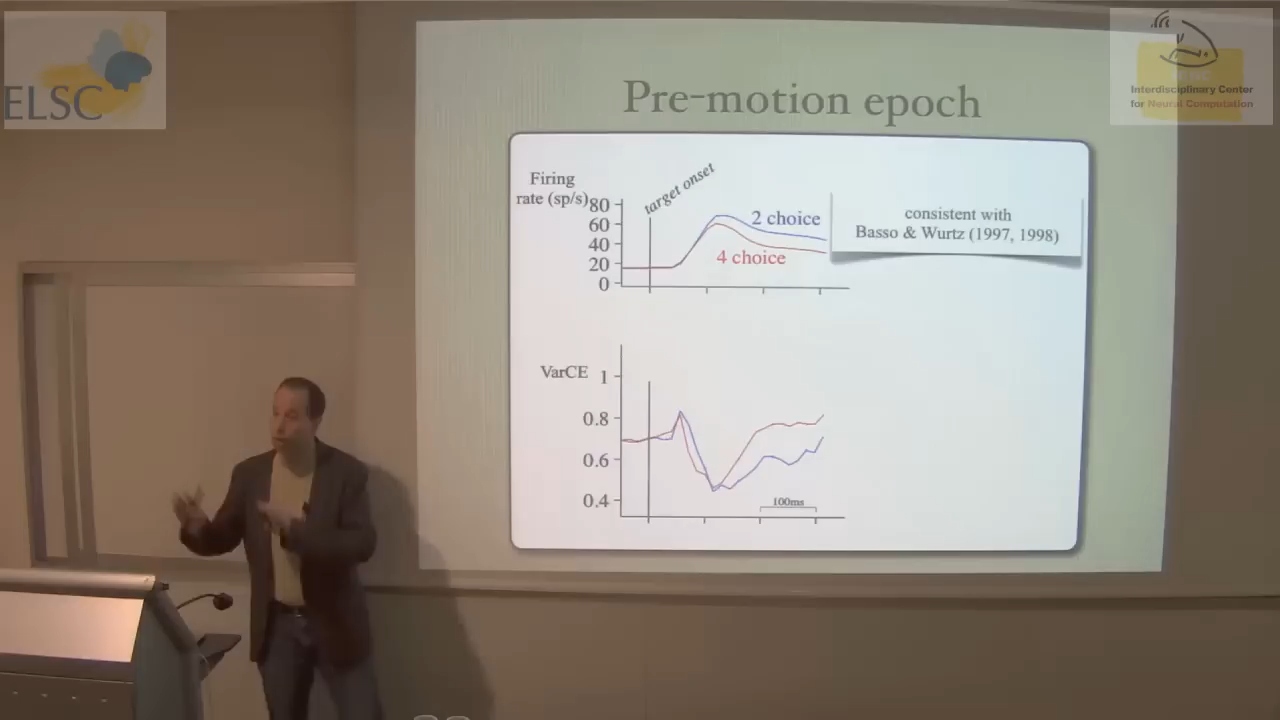 ELSC
Interdisciplinary Center
for Neural Computation
Pre-motion epoch
Firing
rate (sp/s)
80
60
40
20
0
target onset
2 choice
4 choice
consistent with
Basso & Wurtz (1997, 1998)
VarCE
1
0.8
0.6
0.4
100ms